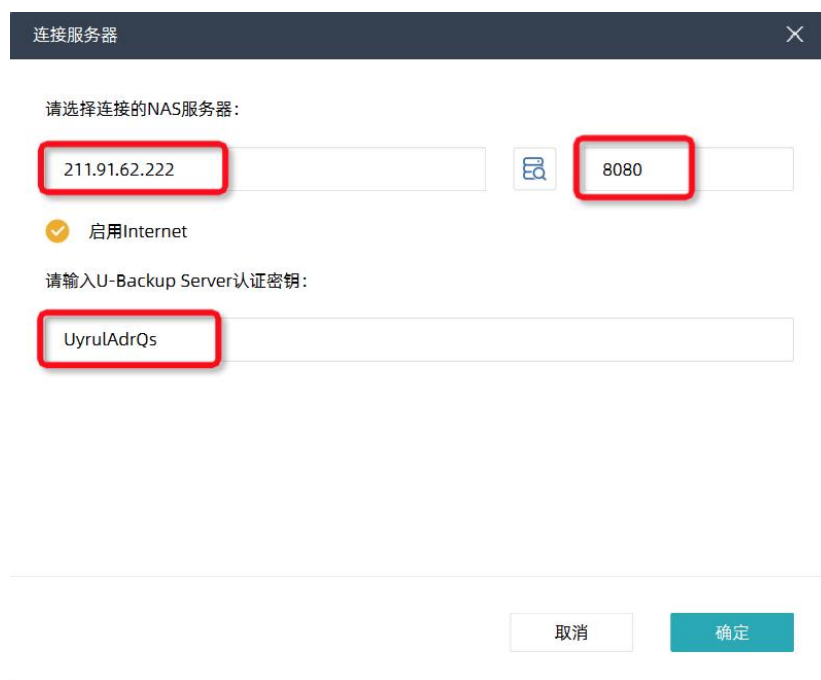 连接服务器
请选择连接的NAS服务器：
211.91.62.222 8080
启用Internet
请输入U-Backup Server认证密钥：
UyrulAdrQs
取消 确定